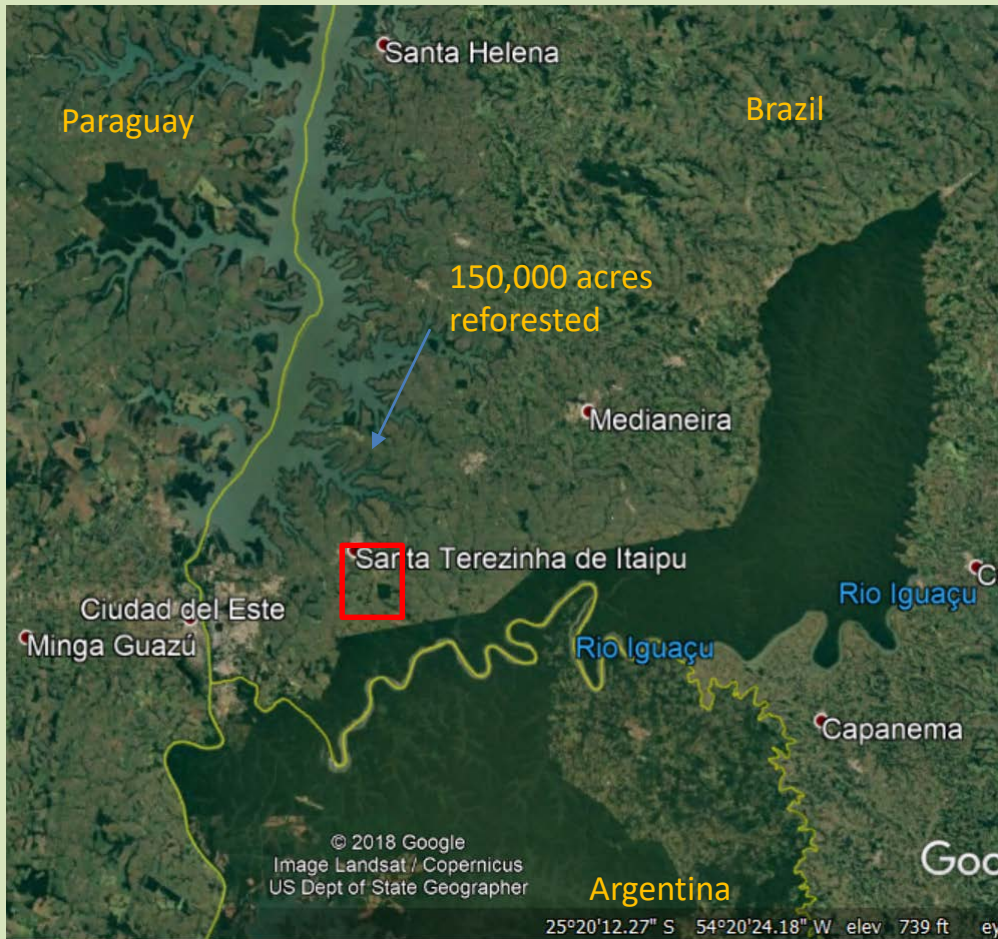 Santa Helena
Paraguay
Brazil
150,000 acres
reforested
Medianeira
Santa Terezinha de Itaipu
Ciudad del Este
Minga Guazú
Rio Iguaçu
Rio Iguaçu
C
Capanema
© 2018 Google
Image Landsat / Copernicus
US Dept of State Geographer
Goo
Argentina
25°20'12.27" S 54°20'24.18" W elev 739 ft ey